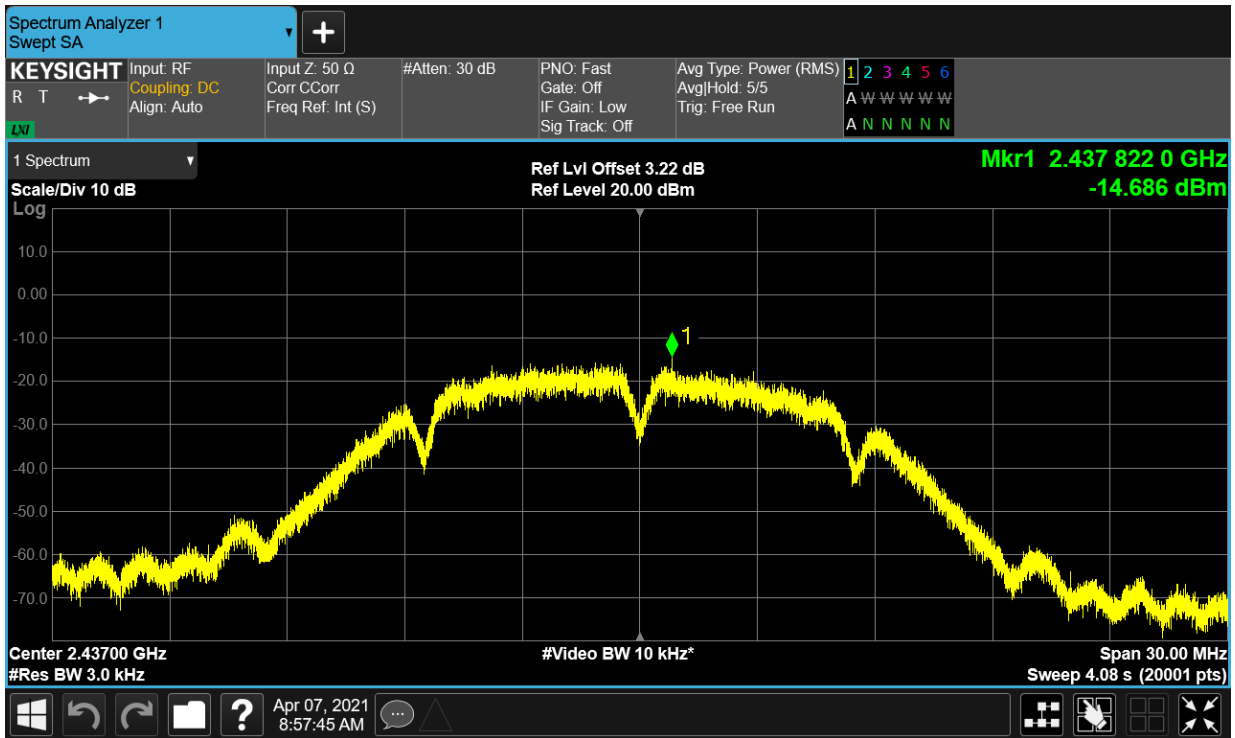 Spectrum Analyzer 1
Swept SA
KEYSIGHT
R T
LXI
Input: RF
Coupling: DC
Align: Auto
Input Z: 50 Ω
Corr CCorr
Freq Ref: Int (S)
#Atten: 30 dB
PNO: Fast
Gate: Off
IF Gain: Low
Sig Track: Off
Avg Type: Power (RMS)
Avg|Hold: 5/5
Trig: Free Run
1 2 3 4 5 6
A W W W W W
A N N N N N
1 Spectrum
Scale/Div 10 dB
Log
Ref Lvl Offset 3.22 dB
Ref Level 20.00 dBm
Mkr1 2.437 822 0 GHz
-14.686 dBm
10.0
0.00
-10.0
1
-20.0
-30.0
-40.0
-50.0
-60.0
-70.0
Center 2.43700 GHz
#Res BW 3.0 kHz
#Video BW 10 kHz*
Span 30.00 MHz
Sweep 4.08 s (20001 pts)
?
Apr 07, 2021
8:57:45 AM